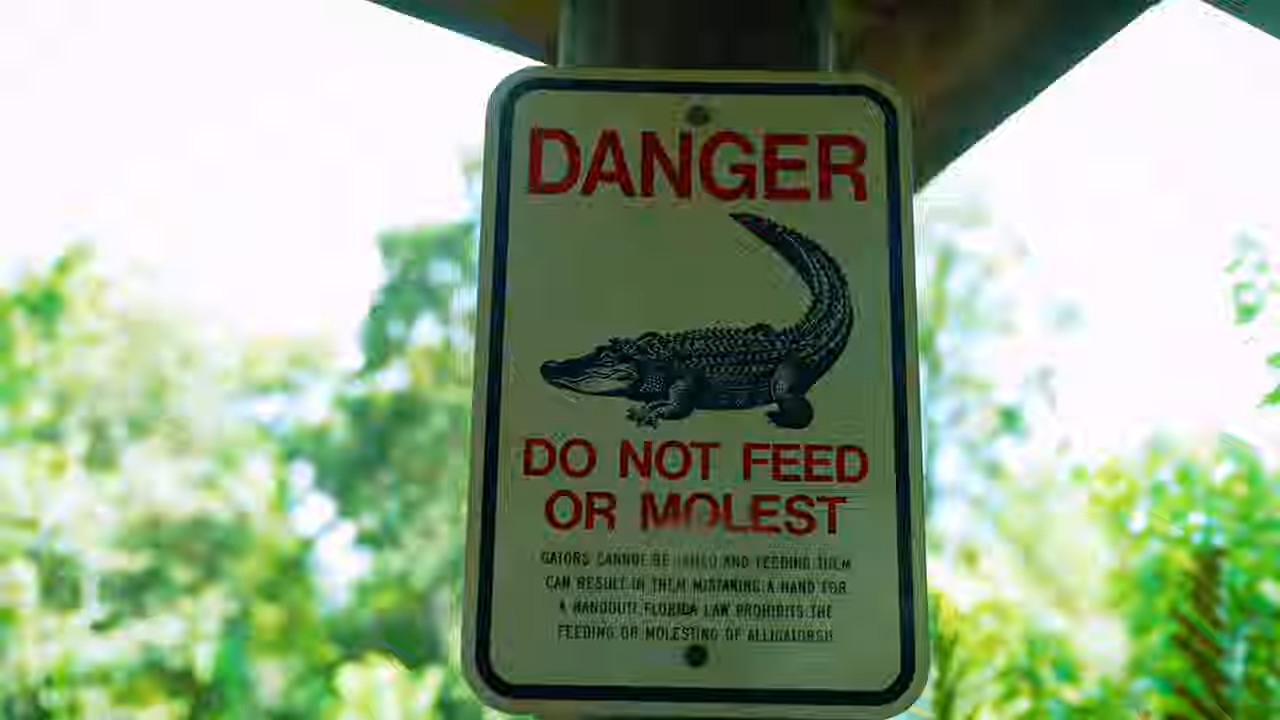 DANGER
DO NOT FEED
OR MOLEST
GATORS CANNOT BE AND FEEDING THEM
CAN RESULT IN THEM MISTAKING A HAND FOR
A HANDOUT! FLORIDA LAW PROHIBITS THE
FEEDING OR MOLESTING OF ALLIGATORS!!